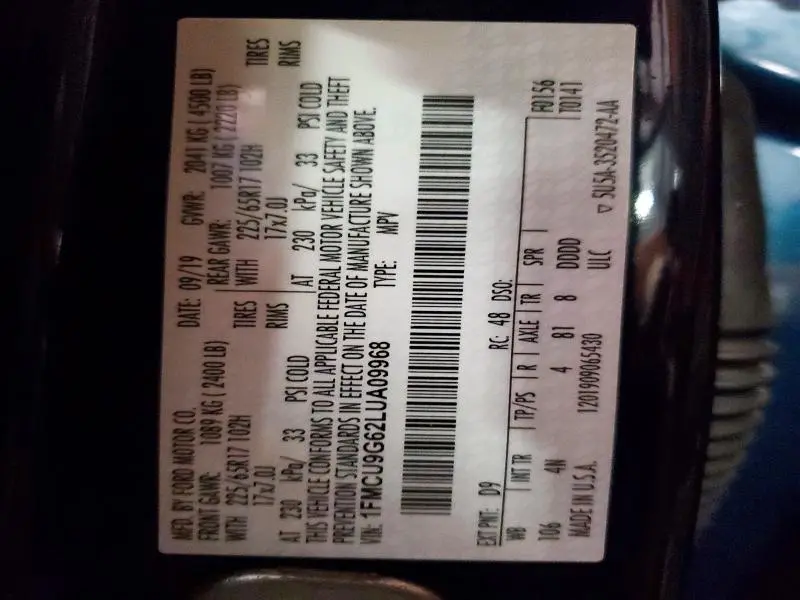 MFD. BY FORD MOTOR CO. DATE: 09/19 GVWR: 2041 KG ( 4500 LB)
FRONT GAWR: 1089 KG ( 2400 LB) REAR GAWR: 1007 KG ( 2220 LB)
WITH 225/65R17 102H TIRES WITH 225/65R17 102H TIRES
17x7.0J RIMS 17x7.0J RIMS
AT 230 kPa/ 33 PSI COLD AT 230 kPa/ 33 PSI COLD
THIS VEHICLE CONFORMS TO ALL APPLICABLE FEDERAL MOTOR VEHICLE SAFETY AND THEFT
PREVENTION STANDARDS IN EFFECT ON THE DATE OF MANUFACTURE SHOWN ABOVE.
VIN: 1FMCU9G62LUA09968 TYPE: MPV
EXT PNT: D9 RC: 48 DSO:
WB INT TR TP/PS R AXLE TR SPR F0156
106 4N 4 81 8 DDDD T0141
MADE IN U.S.A. 1201909065430 ULC ▽ 5U5A-3520472-AA